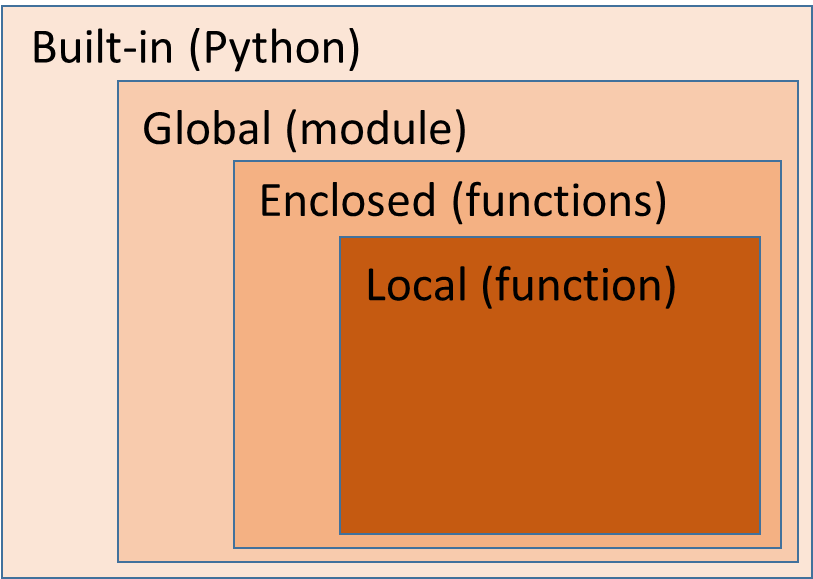 Built-in (Python)
Global (module)
Enclosed (functions)
Local (function)